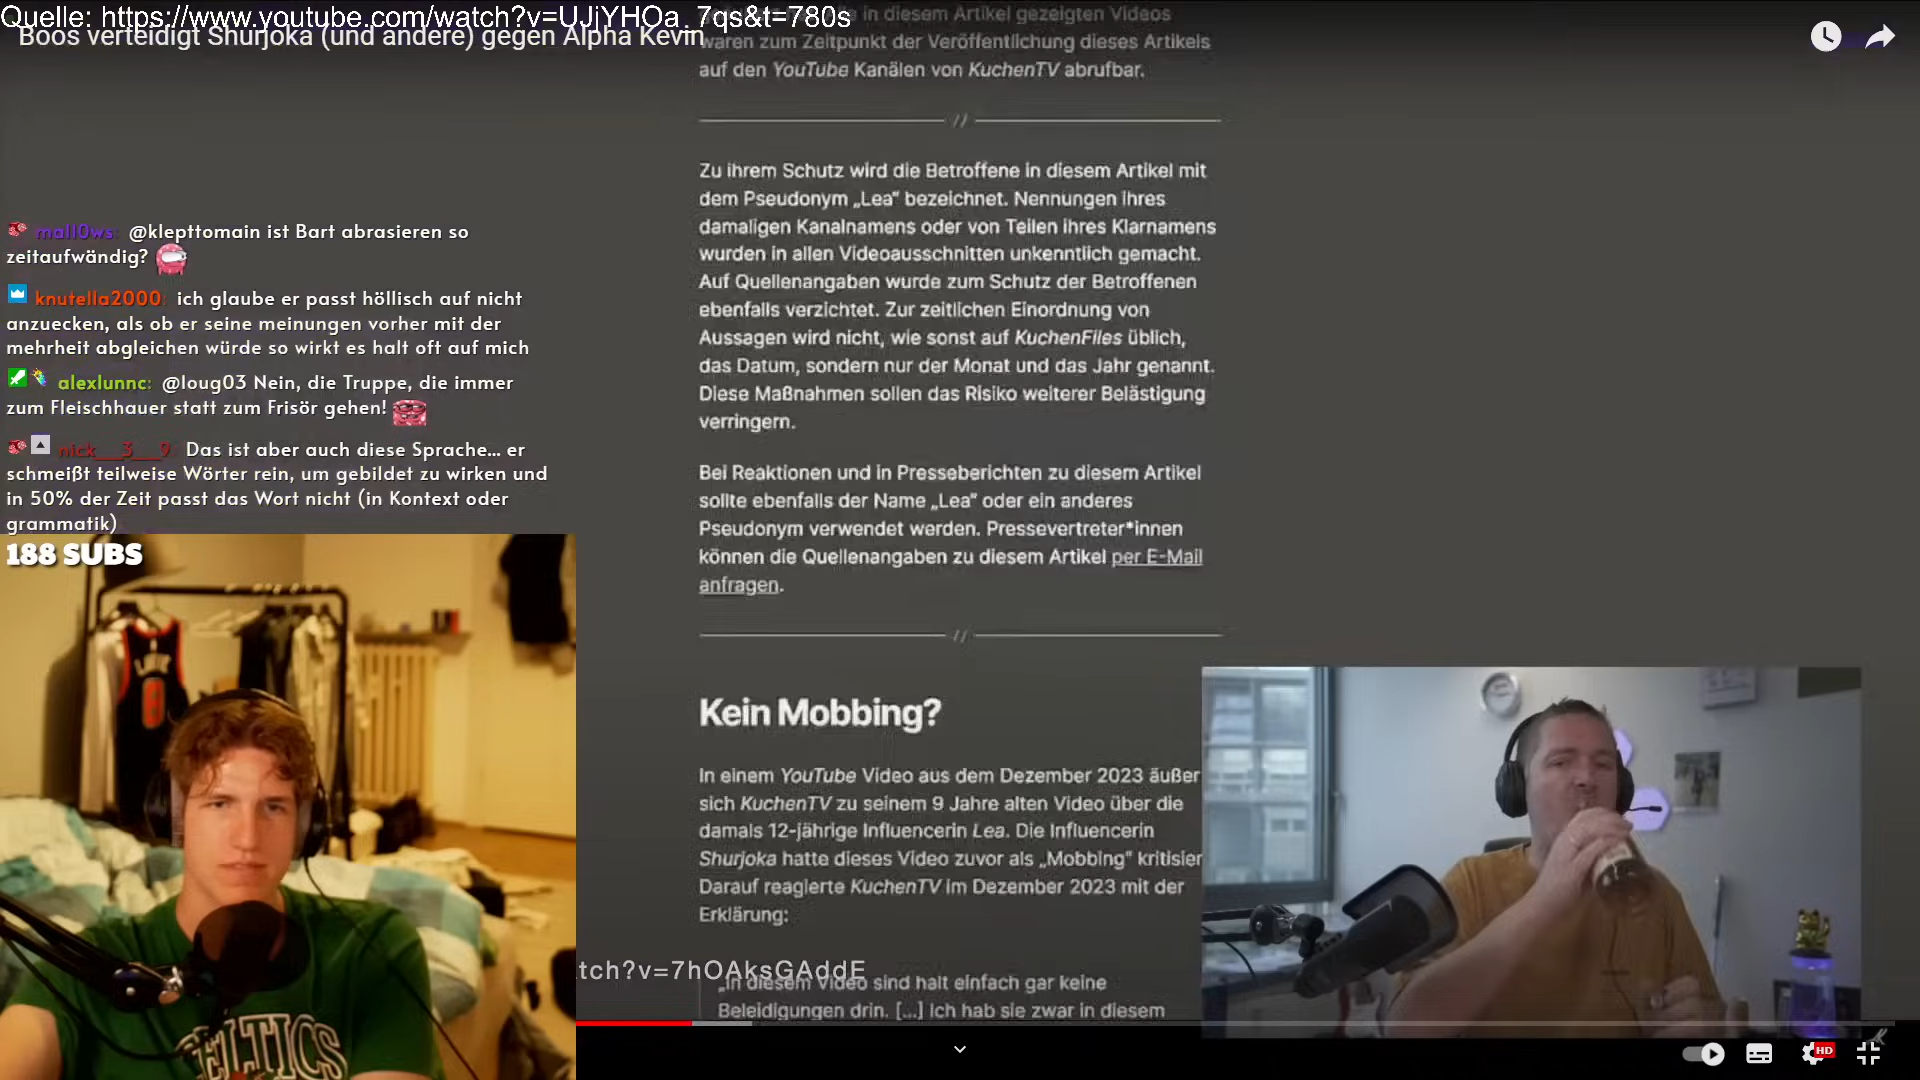 Quelle: https://www.youtube.com/watch?v=UJjYHOa_7qs&t=780s
Boos verteidigt Shurjoka (und andere) gegen Alpha Kevin
in diesem Artikel gezeigten Videos
waren zum Zeitpunkt der Veröffentlichung dieses Artikels
auf den YouTube Kanälen von KuchenTV abrufbar.
//
Zu ihrem Schutz wird die Betroffene in diesem Artikel mit
dem Pseudonym „Lea“ bezeichnet. Nennungen ihres
damaligen Kanalnamens oder von Teilen ihres Klarnamens
wurden in allen Videoausschnitten unkenntlich gemacht.
Auf Quellenangaben wurde zum Schutz der Betroffenen
ebenfalls verzichtet. Zur zeitlichen Einordnung von
Aussagen wird nicht, wie sonst auf KuchenFiles üblich,
das Datum, sondern nur der Monat und das Jahr genannt.
Diese Maßnahmen sollen das Risiko weiterer Belästigung
verringern.
Bei Reaktionen und in Presseberichten zu diesem Artikel
sollte ebenfalls der Name „Lea“ oder ein anderes
Pseudonym verwendet werden. Pressevertreter*innen
können die Quellenangaben zu diesem Artikel per E-Mail
anfragen.
//
Kein Mobbing?
In einem YouTube Video aus dem Dezember 2023 äußer
sich KuchenTV zu seinem 9 Jahre alten Video über die
damals 12-jährige Influencerin Lea. Die Influencerin
Shurjoka hatte dieses Video zuvor als „Mobbing“ kritisier
Darauf reagierte KuchenTV im Dezember 2023 mit der
Erklärung:
„In diesem Video sind halt einfach gar keine
Beleidigungen drin. [...] Ich hab sie zwar in diesem
tch?v=7hOAksGAddE
mall0ws: @klepttomain ist Bart abrasieren so
zeitaufwändig?
knutella2000: ich glaube er passt höllisch auf nicht
anzuecken, als ob er seine meinungen vorher mit der
mehrheit abgleichen würde so wirkt es halt oft auf mich
alexlunnc: @loug03 Nein, die Truppe, die immer
zum Fleischhauer statt zum Frisör gehen!
nick__3__9: Das ist aber auch diese Sprache... er
schmeißt teilweise Wörter rein, um gebildet zu wirken und
in 50% der Zeit passt das Wort nicht (in Kontext oder
grammatik)
188 SUBS
CELTICS
HD